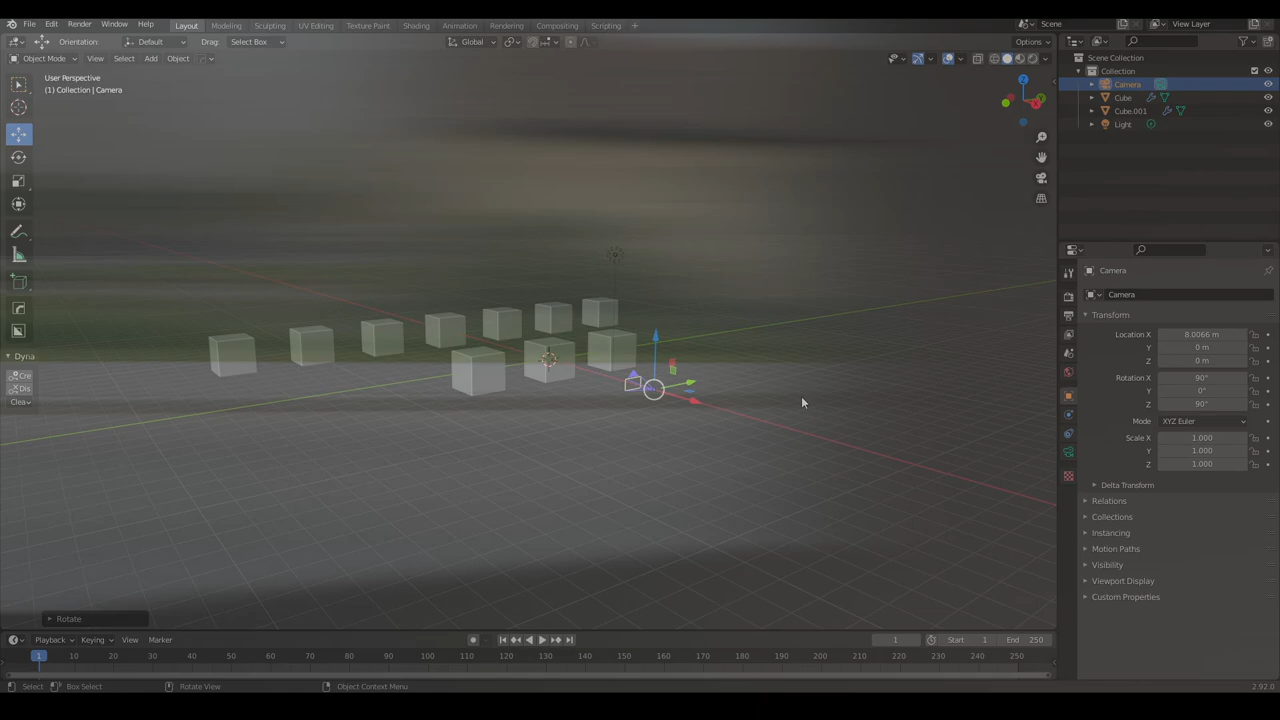 File Edit Render Window Help Layout Modeling Sculpting UV Editing Texture Paint Shading Animation Rendering Compositing Scripting + Scene View Layer
Orientation: Default Drag: Select Box Global Options
Object Mode View Select Add Object
User Perspective
(1) Collection | Camera
Z
Y
X
Dyna
Cre
Dis
Clea
Rotate
Scene Collection
Collection
Camera
Cube
Cube.001
Light
Camera
Camera
Transform
Location X 8.0066 m
Y 0 m
Z 0 m
Rotation X 90°
Y 0°
Z 90°
Mode XYZ Euler
Scale X 1.000
Y 1.000
Z 1.000
Delta Transform
Relations
Collections
Instancing
Motion Paths
Visibility
Viewport Display
Custom Properties
Playback Keying View Marker 1 Start 1 End 250
1 10 20 30 40 50 60 70 80 90 100 110 120 130 140 150 160 170 180 190 200 210 220 230 240 250
Select Box Select Rotate View Object Context Menu 2.92.0